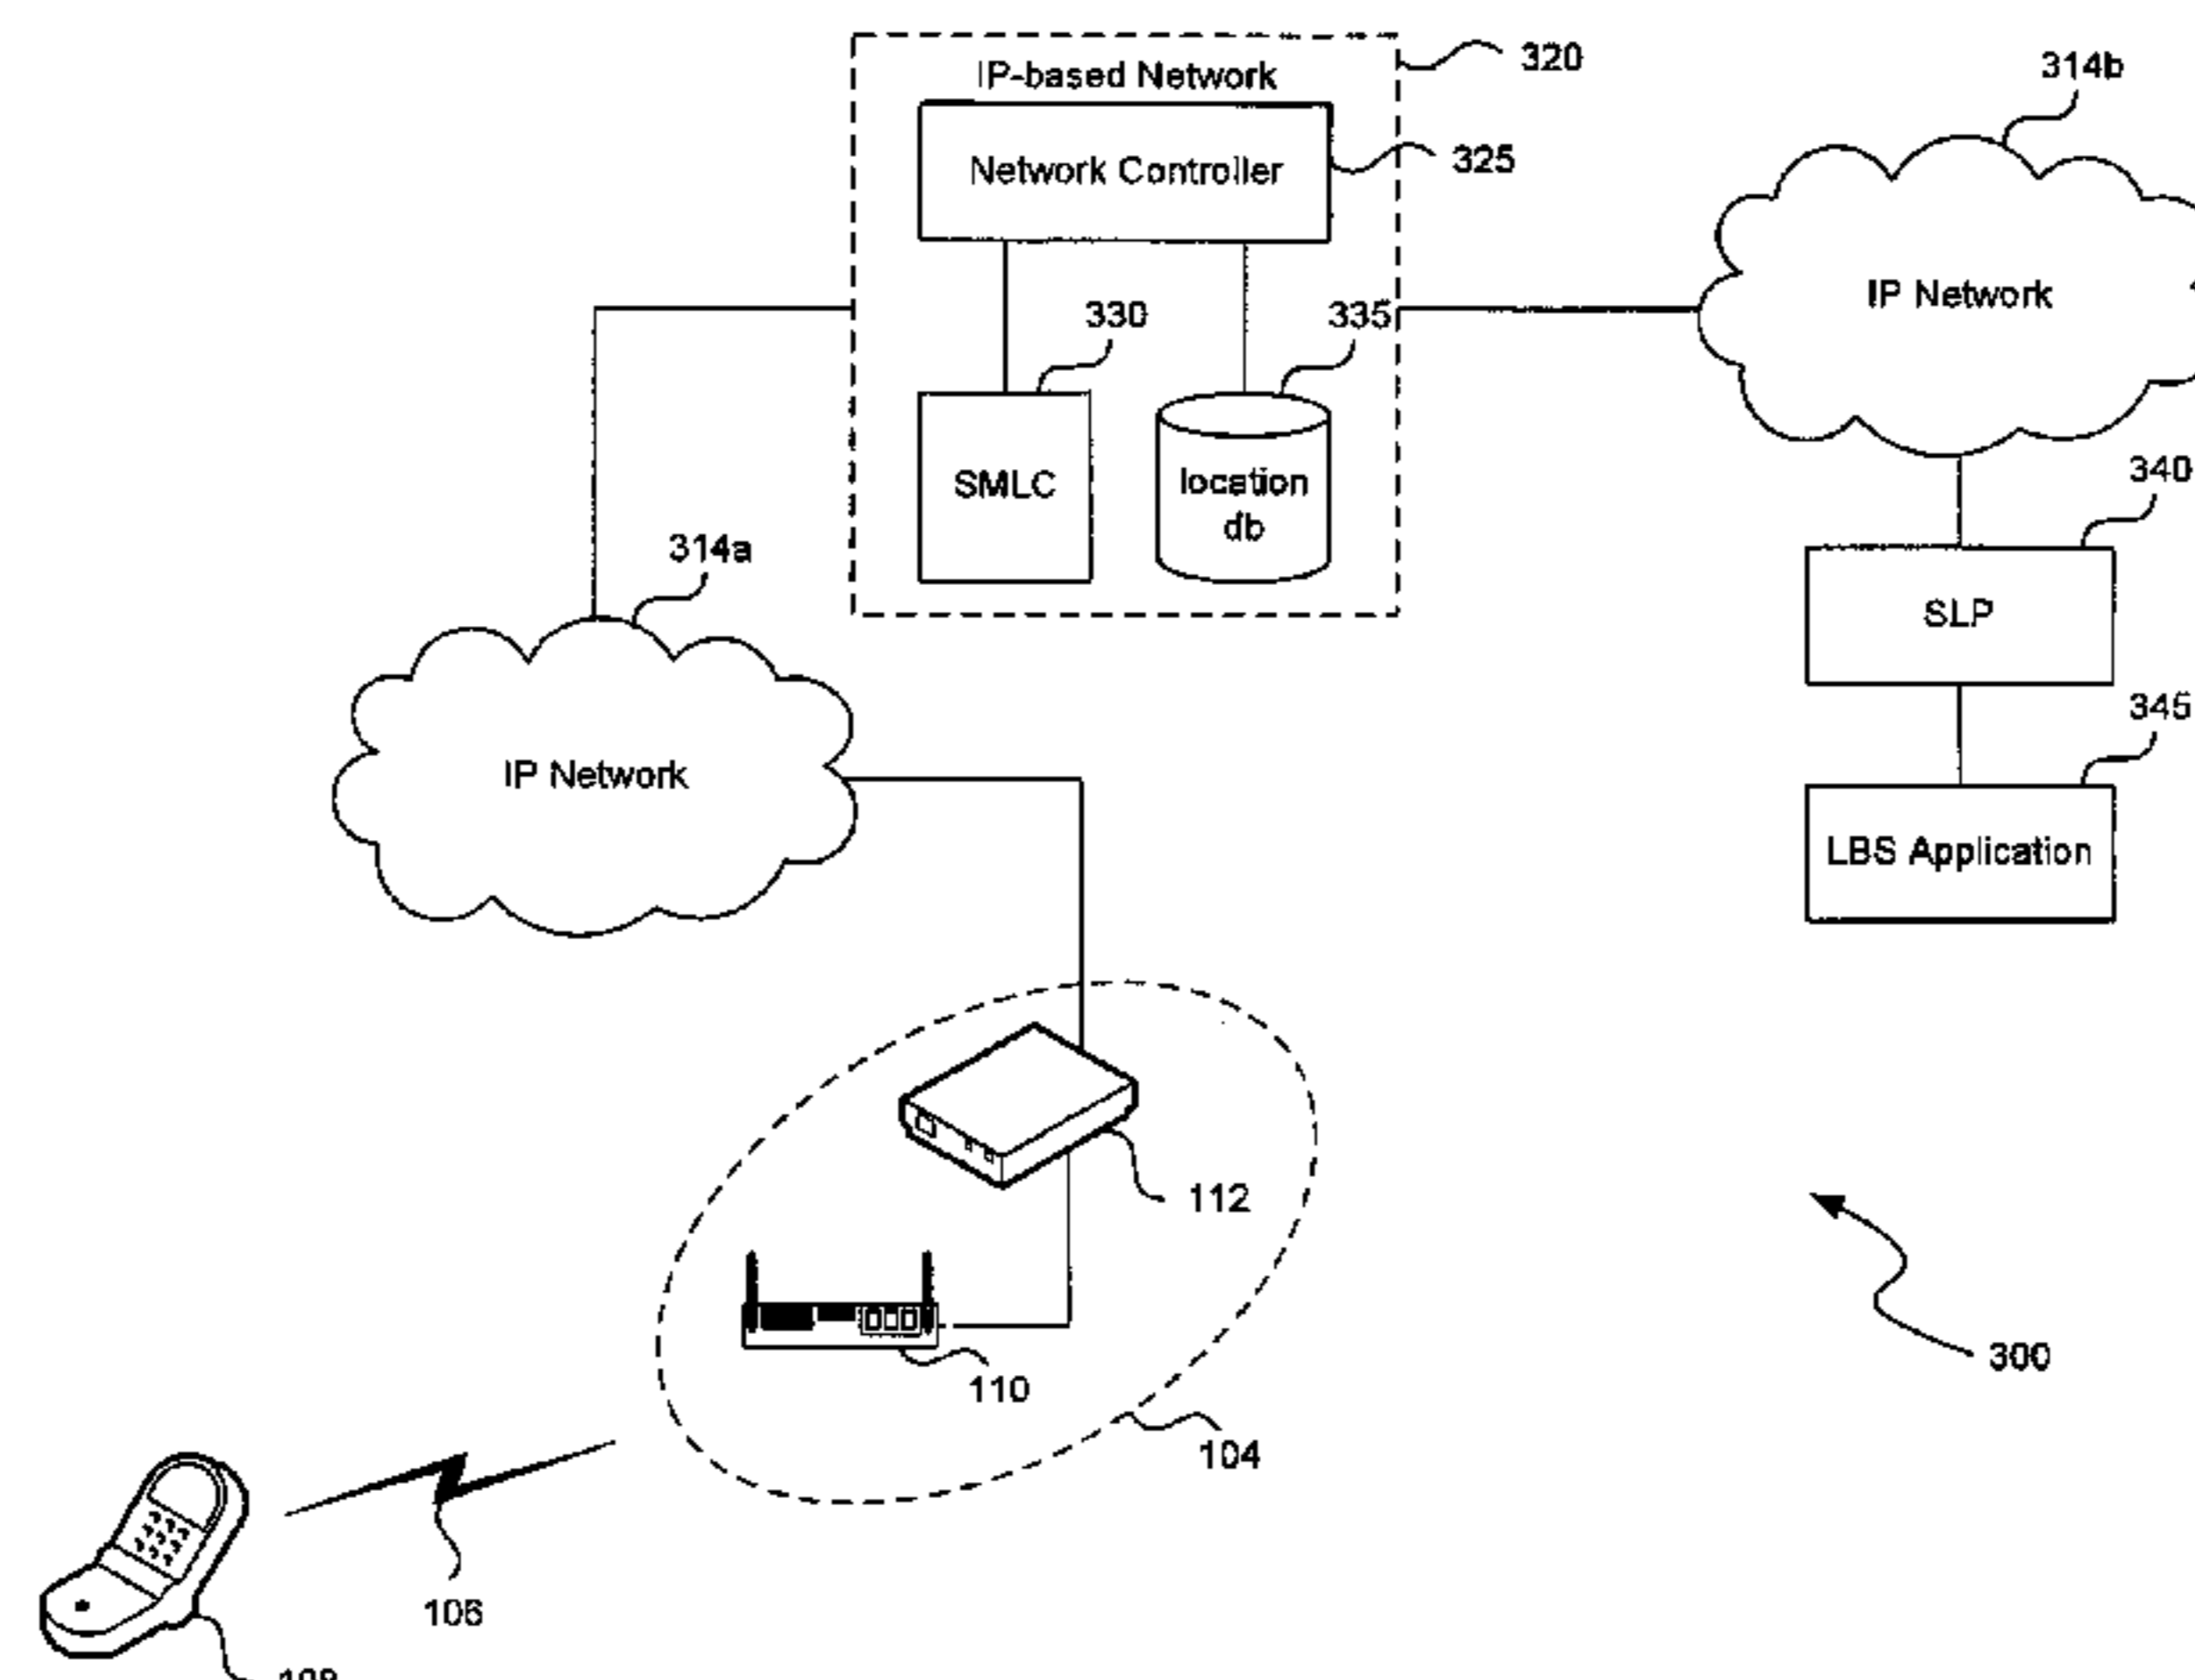 320
IP-based Network
314b
Network Controller
325
IP Network
330
335
SMLC
location
db
340
314a
SLP
345
IP Network
LBS Application
112
300
110
104
106